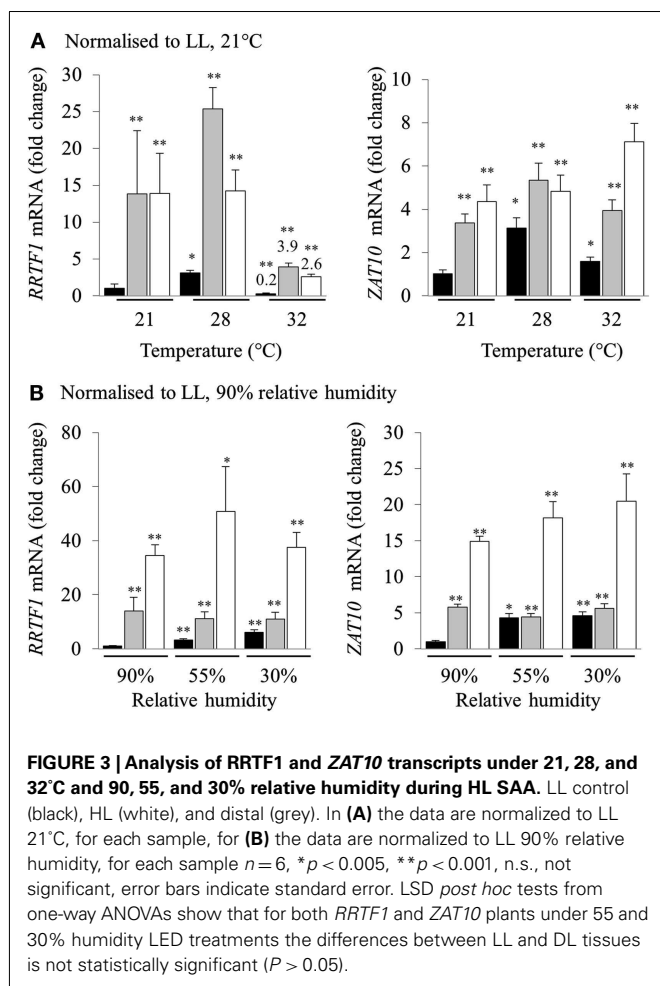 A Normalised to LL, 21°C
RRTF1 mRNA (fold change)
30
25
20
15
10
5
0
**
**
*
**
**
**
0.2
**
3.9
**
2.6
21 28 32
Temperature (°C)
ZAT10 mRNA (fold change)
10
8
6
4
2
0
**
**
*
**
**
*
**
**
21 28 32
Temperature (°C)
B Normalised to LL, 90% relative humidity
RRTF1 mRNA (fold change)
80
60
40
20
0
**
**
**
**
*
**
**
**
90% 55% 30%
Relative humidity
ZAT10 mRNA (fold change)
30
25
20
15
10
5
0
**
**
*
**
**
**
**
**
90% 55% 30%
Relative humidity
FIGURE 3 | Analysis of RRTF1 and ZAT10 transcripts under 21, 28, and
32°C and 90, 55, and 30% relative humidity during HL SAA. LL control
(black), HL (white), and distal (grey). In (A) the data are normalized to LL
21°C, for each sample, for (B) the data are normalized to LL 90% relative
humidity, for each sample n = 6, *p < 0.005, **p < 0.001, n.s., not
significant, error bars indicate standard error. LSD post hoc tests from
one-way ANOVAs show that for both RRTF1 and ZAT10 plants under 55 and
30% humidity LED treatments the differences between LL and DL tissues
is not statistically significant (P > 0.05).